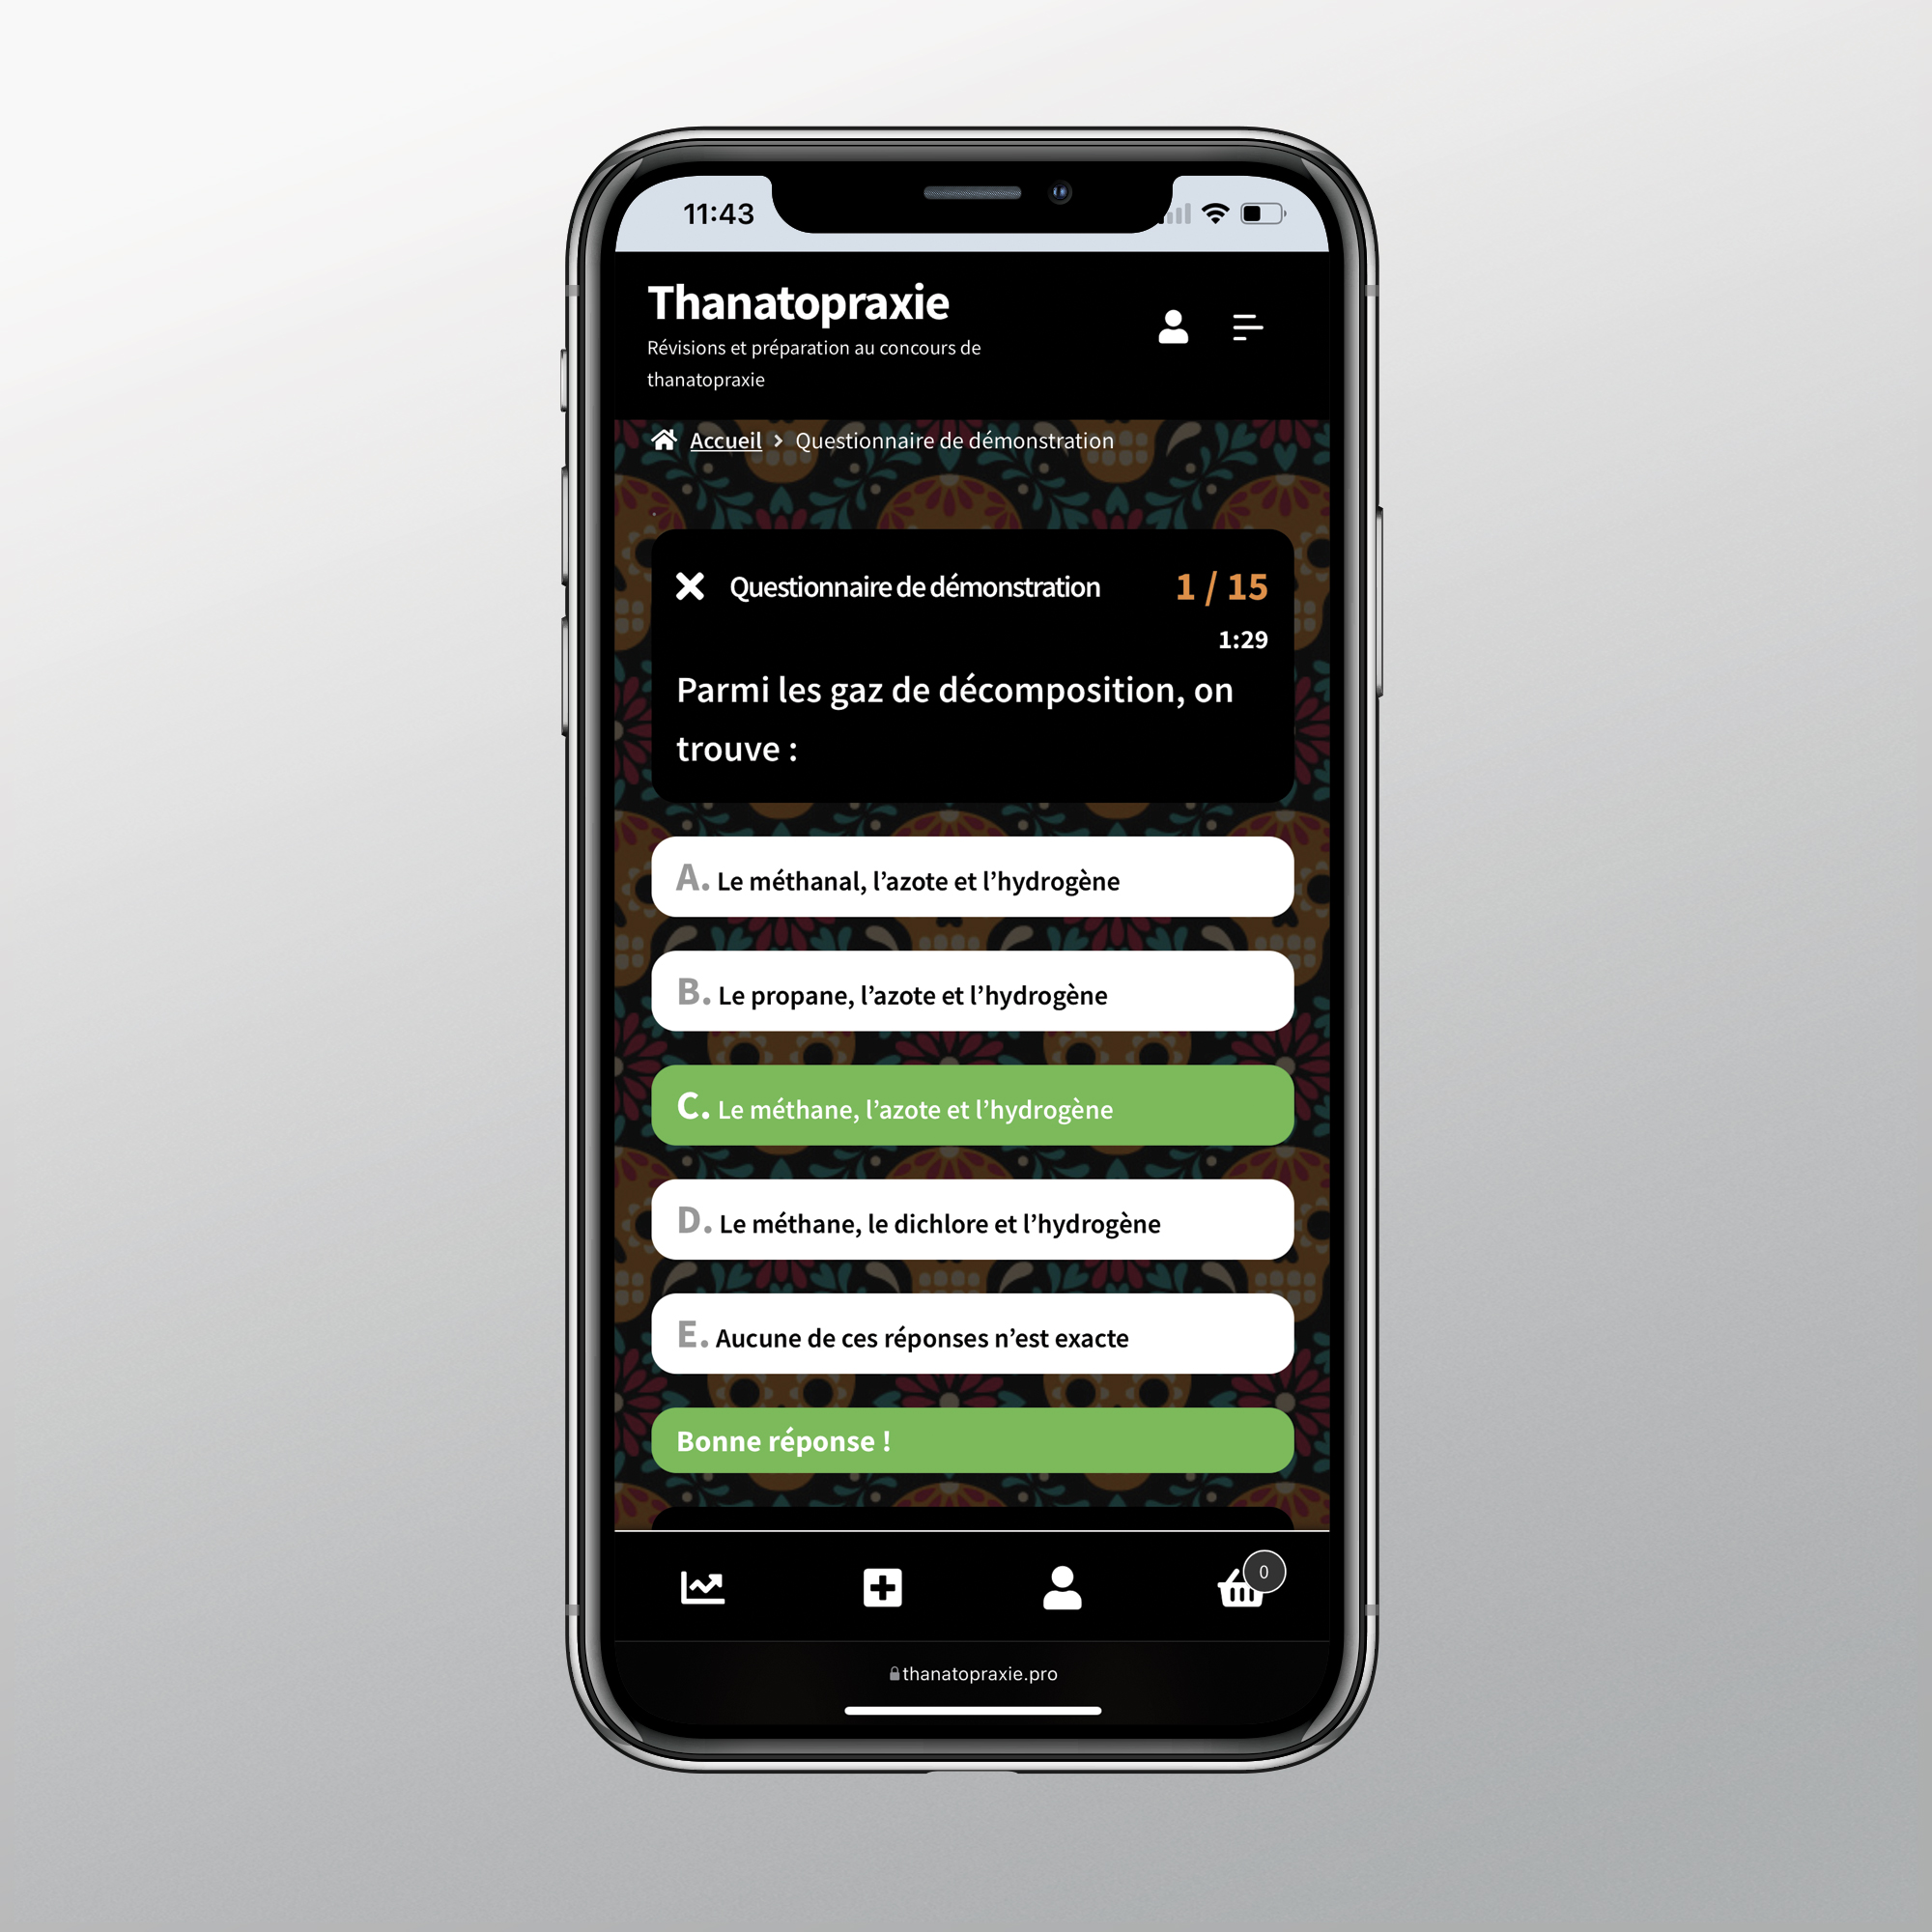 11:43
Thanatopraxie
Révisions et préparation au concours de
thanatopraxie
Accueil > Questionnaire de démonstration
Questionnaire de démonstration 1 / 15
1:29
Parmi les gaz de décomposition, on
trouve :
A. Le méthanal, l’azote et l’hydrogène
B. Le propane, l’azote et l’hydrogène
C. Le méthane, l’azote et l’hydrogène
D. Le méthane, le dichlore et l’hydrogène
E. Aucune de ces réponses n’est exacte
Bonne réponse !
0
thanatopraxie.pro